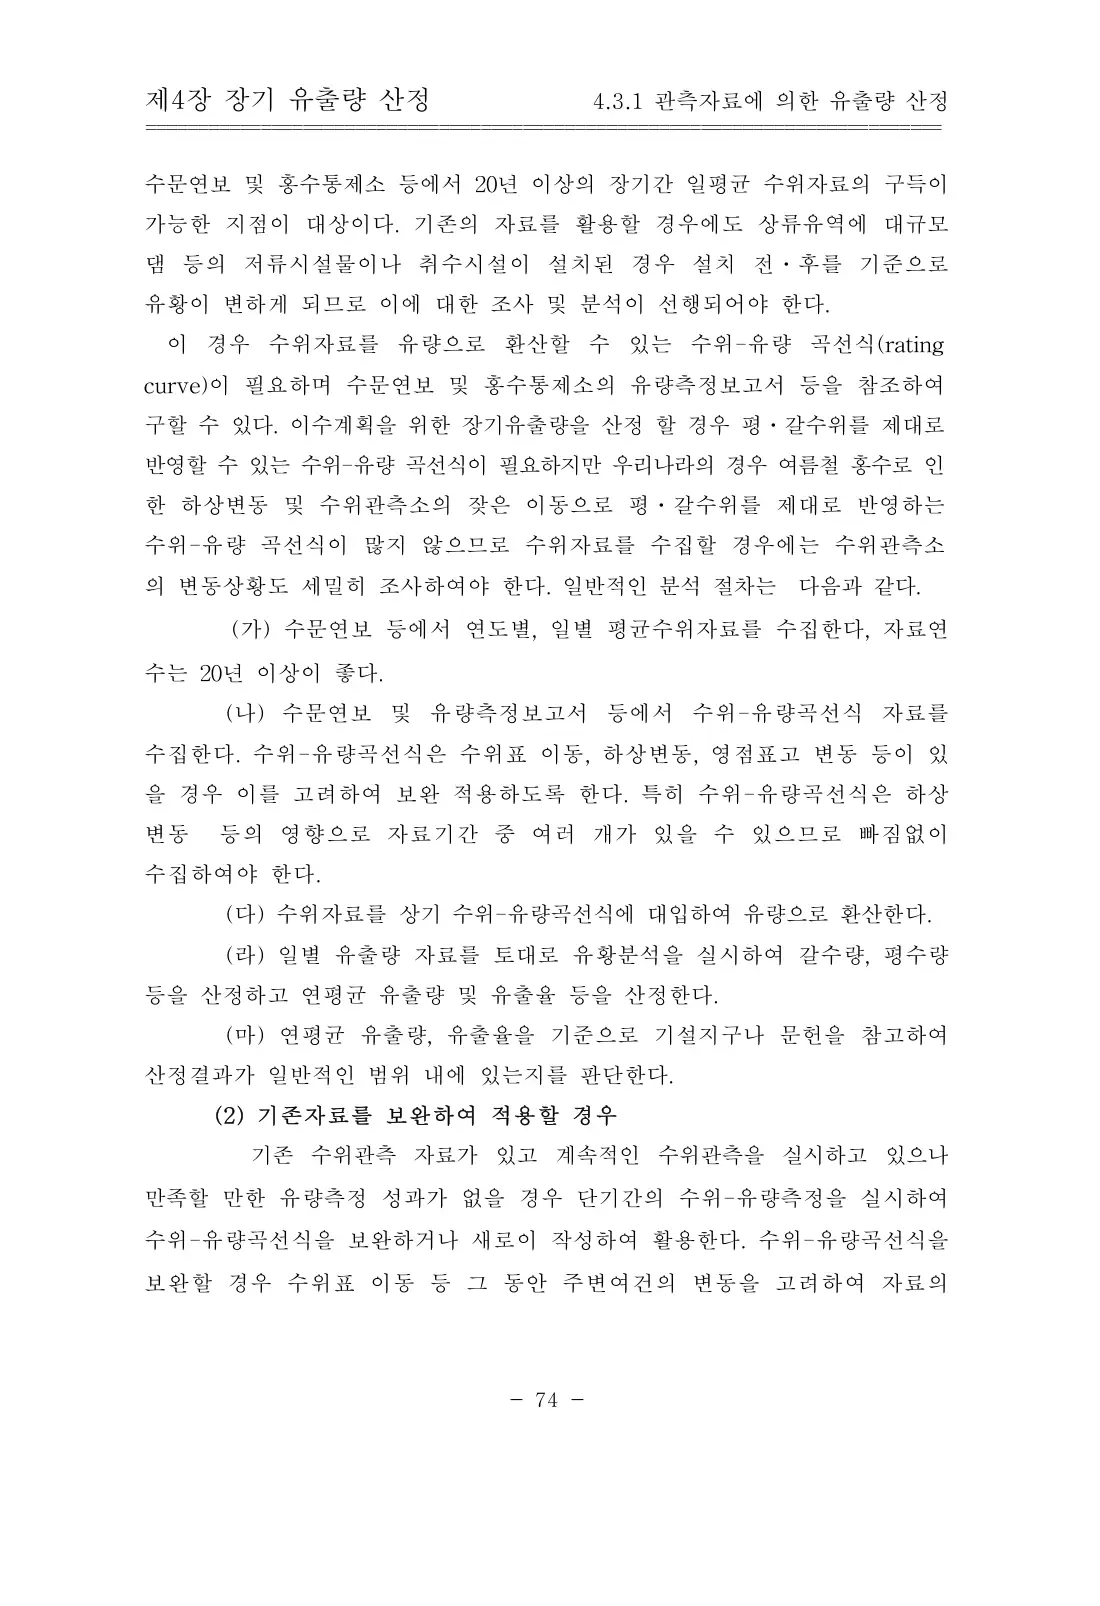 제4장 장기 유출량 산정 4.3.1 관측자료에 의한 유출량 산정
수문연보 및 홍수통제소 등에서 20년 이상의 장기간 일평균 수위자료의 구득이
가능한 지점이 대상이다. 기존의 자료를 활용할 경우에도 상류유역에 대규모
댐 등의 저류시설물이나 취수시설이 설치된 경우 설치 전·후를 기준으로
유황이 변하게 되므로 이에 대한 조사 및 분석이 선행되어야 한다.
이 경우 수위자료를 유량으로 환산할 수 있는 수위-유량 곡선식(rating
curve)이 필요하며 수문연보 및 홍수통제소의 유량측정보고서 등을 참조하여
구할 수 있다. 이수계획을 위한 장기유출량을 산정 할 경우 평·갈수위를 제대로
반영할 수 있는 수위-유량 곡선식이 필요하지만 우리나라의 경우 여름철 홍수로 인
한 하상변동 및 수위관측소의 잦은 이동으로 평·갈수위를 제대로 반영하는
수위-유량 곡선식이 많지 않으므로 수위자료를 수집할 경우에는 수위관측소
의 변동상황도 세밀히 조사하여야 한다. 일반적인 분석 절차는 다음과 같다.
(가) 수문연보 등에서 연도별, 일별 평균수위자료를 수집한다, 자료연
수는 20년 이상이 좋다.
(나) 수문연보 및 유량측정보고서 등에서 수위-유량곡선식 자료를
수집한다. 수위-유량곡선식은 수위표 이동, 하상변동, 영점표고 변동 등이 있
을 경우 이를 고려하여 보완 적용하도록 한다. 특히 수위-유량곡선식은 하상
변동 등의 영향으로 자료기간 중 여러 개가 있을 수 있으므로 빠짐없이
수집하여야 한다.
(다) 수위자료를 상기 수위-유량곡선식에 대입하여 유량으로 환산한다.
(라) 일별 유출량 자료를 토대로 유황분석을 실시하여 갈수량, 평수량
등을 산정하고 연평균 유출량 및 유출율 등을 산정한다.
(마) 연평균 유출량, 유출율을 기준으로 기설지구나 문헌을 참고하여
산정결과가 일반적인 범위 내에 있는지를 판단한다.
(2) 기존자료를 보완하여 적용할 경우
기존 수위관측 자료가 있고 계속적인 수위관측을 실시하고 있으나
만족할 만한 유량측정 성과가 없을 경우 단기간의 수위-유량측정을 실시하여
수위-유량곡선식을 보완하거나 새로이 작성하여 활용한다. 수위-유량곡선식을
보완할 경우 수위표 이동 등 그 동안 주변여건의 변동을 고려하여 자료의
- 74 -